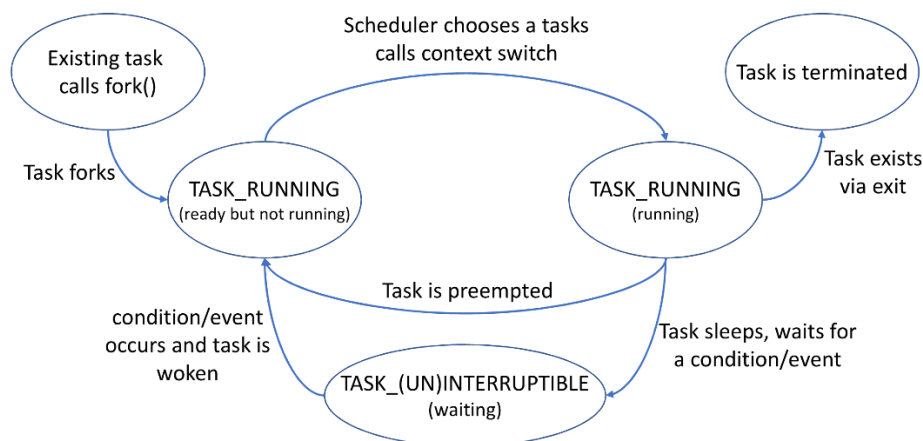 Scheduler chooses a tasks
calls context switch
Existing task
calls fork()
Task is terminated
Task forks
Task exists
via exit
TASK_RUNNING
(ready but not running)
TASK_RUNNING
(running)
Task is preempted
condition/event
occurs and task is
woken
Task sleeps, waits for
a condition/event
TASK_(UN)INTERRUPTIBLE
(waiting)